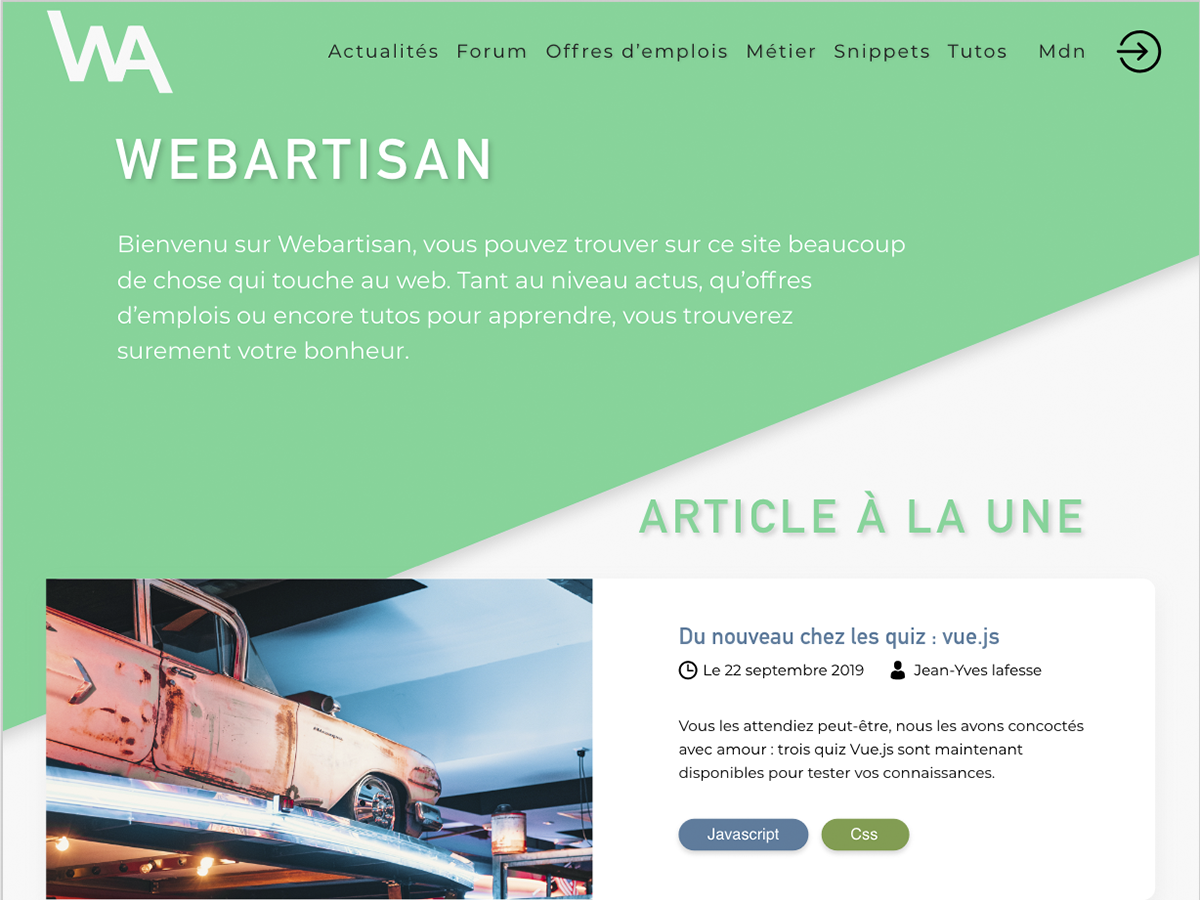 WA
Actualités Forum Offres d’emplois Métier Snippets Tutos Mdn
WEBARTISAN
Bienvenu sur Webartisan, vous pouvez trouver sur ce site beaucoup
de chose qui touche au web. Tant au niveau actus, qu’offres
d’emplois ou encore tutos pour apprendre, vous trouverez
surement votre bonheur.
ARTICLE À LA UNE
Du nouveau chez les quiz : vue.js
Le 22 septembre 2019 Jean-Yves lafesse
Vous les attendiez peut-être, nous les avons concoctés
avec amour : trois quiz Vue.js sont maintenant
disponibles pour tester vos connaissances.
Javascript Css